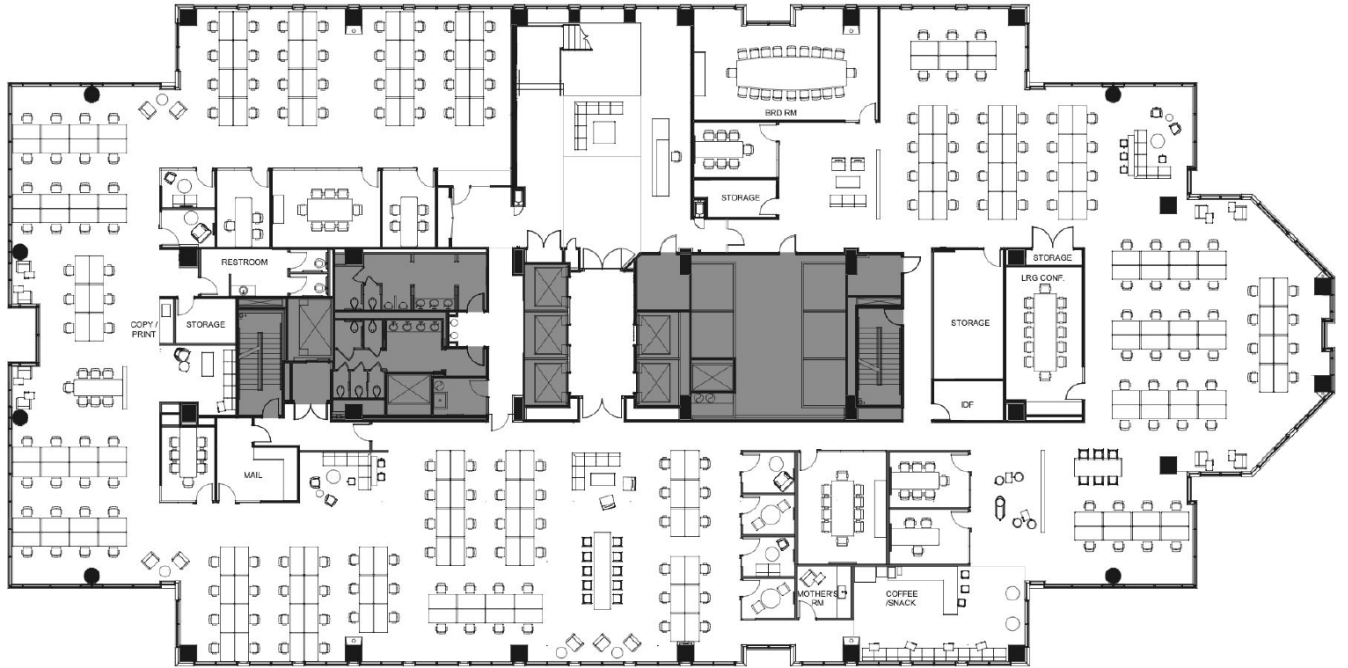 BRD RM
STORAGE
RESTROOM
STORAGE
LRG CONF.
COPY /
PRINT
STORAGE
STORAGE
IDF
MAIL
MOTHER'S
RM
COFFEE
/SNACK